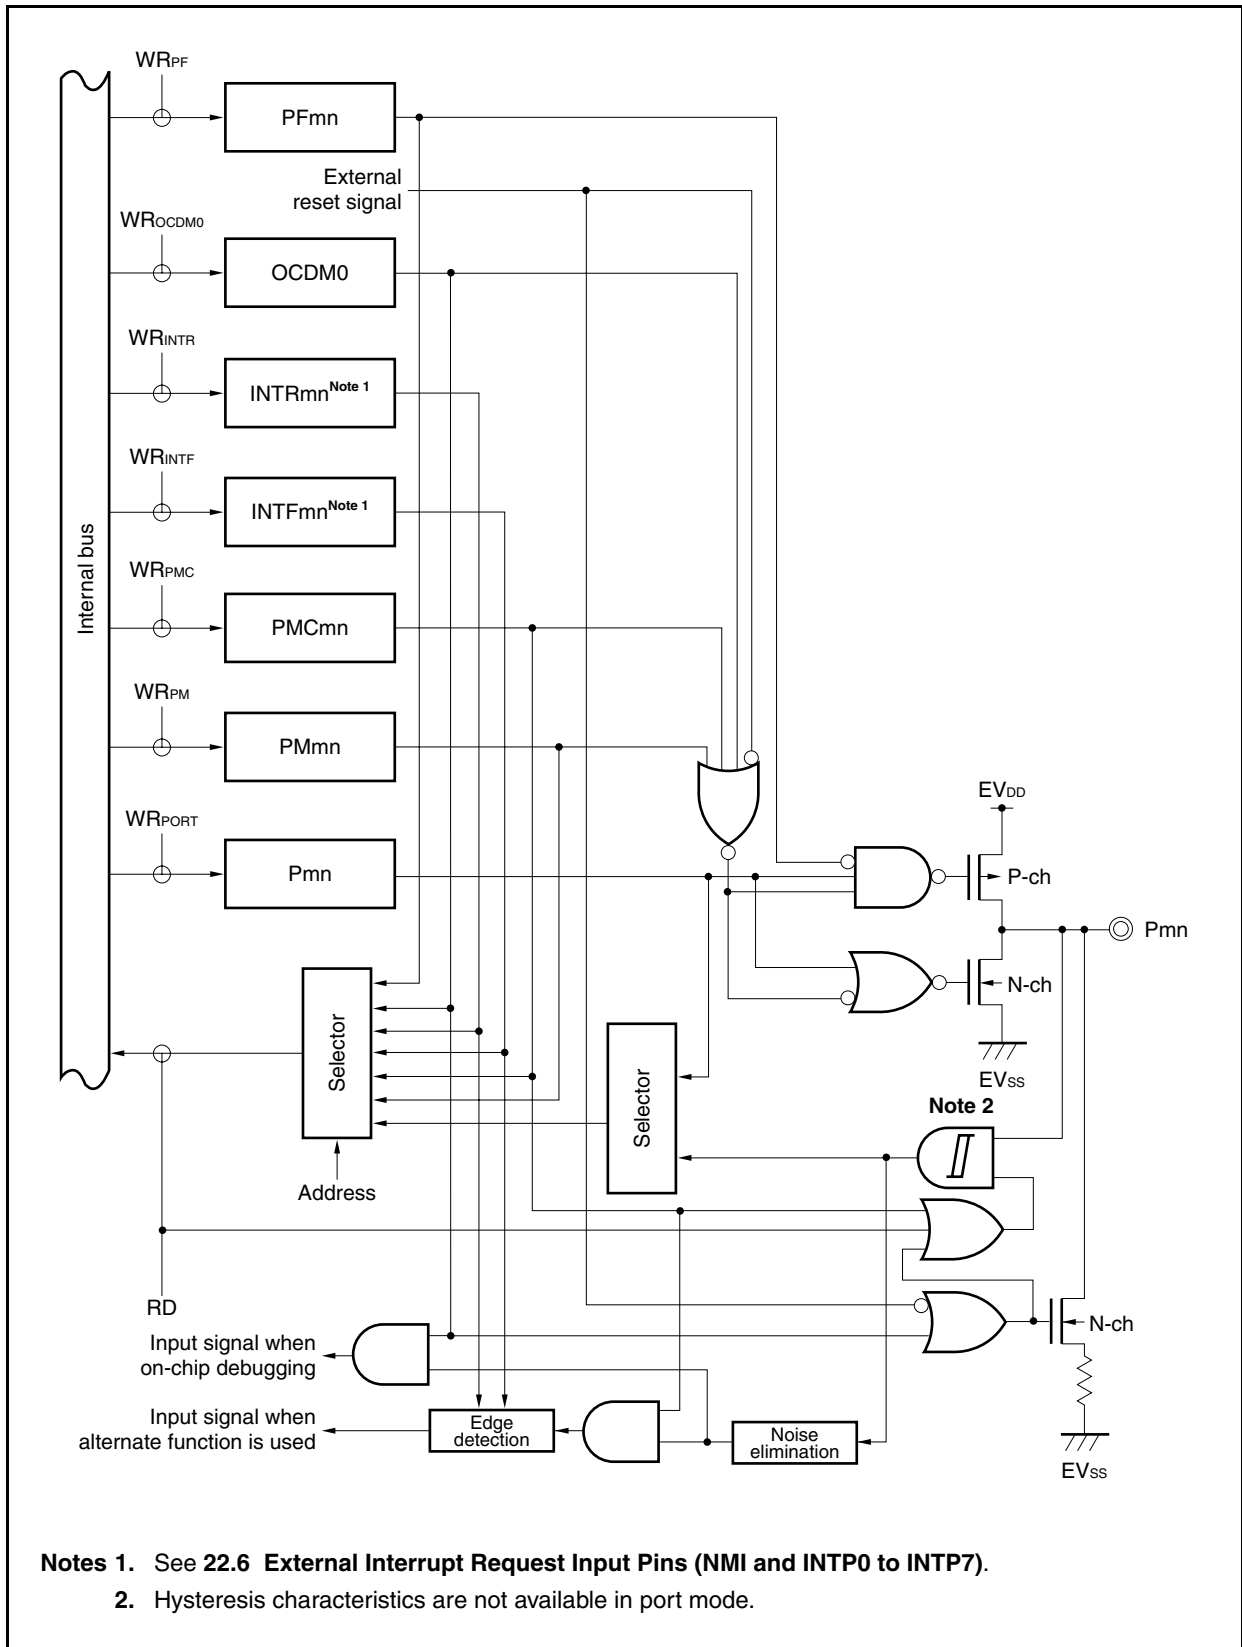 WRPF
PFmn
External
reset signal
WROCDM0
OCDM0
WRINTR
INTRmnNote 1
WRINTF
INTFmnNote 1
Internal bus
WRPMC
PMCmn
WRPM
PMmn
WRPORT
Pmn
EVDD
P-ch
Pmn
N-ch
EVSS
Selector
Selector
Note 2
Address
RD
N-ch
Input signal when
on-chip debugging
Input signal when
alternate function is used
Edge
detection
Noise
elimination
EVSS
Notes 1. See 22.6 External Interrupt Request Input Pins (NMI and INTP0 to INTP7).
2. Hysteresis characteristics are not available in port mode.